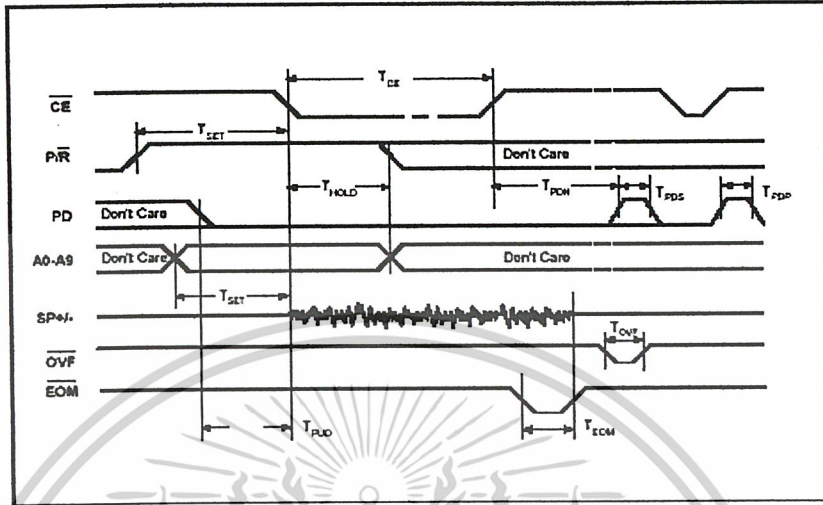 T_CE
CE
T_SET
P/R
Don't Care
T_HOLD
T_PDH
T_PDS
T_PDP
PD
Don't Care
A0-A9
Don't Care
Don't Care
T_SET
SP+/-
T_OVF
OVF
EOM
T_PUD
T_EOM